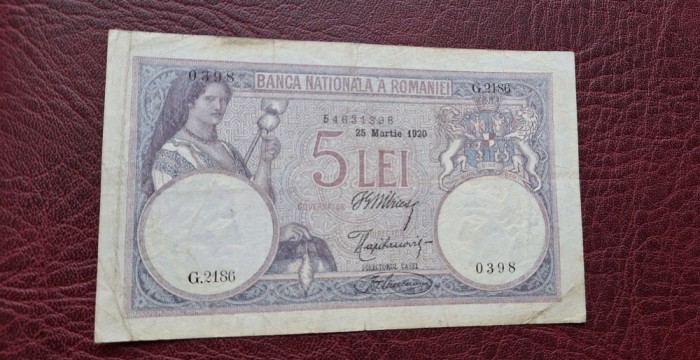 0398
BANCA NATIONALA A ROMANIEI
G.2186
54631398
25 Martie 1920
5 LEI
GUVERNATOR
DIRECTORUL CASEI
G.2186
0398